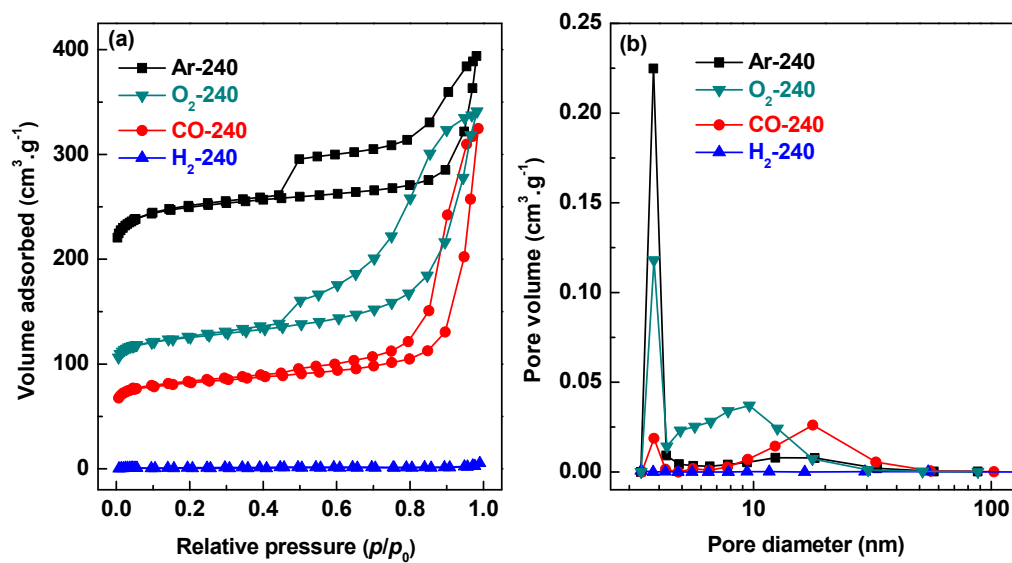 (a)
Ar-240
O₂-240
CO-240
H₂-240
Volume adsorbed (cm³.g⁻¹)
400
300
200
100
0
0.0 0.2 0.4 0.6 0.8 1.0
Relative pressure (p/p₀)
(b)
Ar-240
O₂-240
CO-240
H₂-240
Pore volume (cm³.g⁻¹)
0.25
0.20
0.15
0.10
0.05
0.00
10 100
Pore diameter (nm)